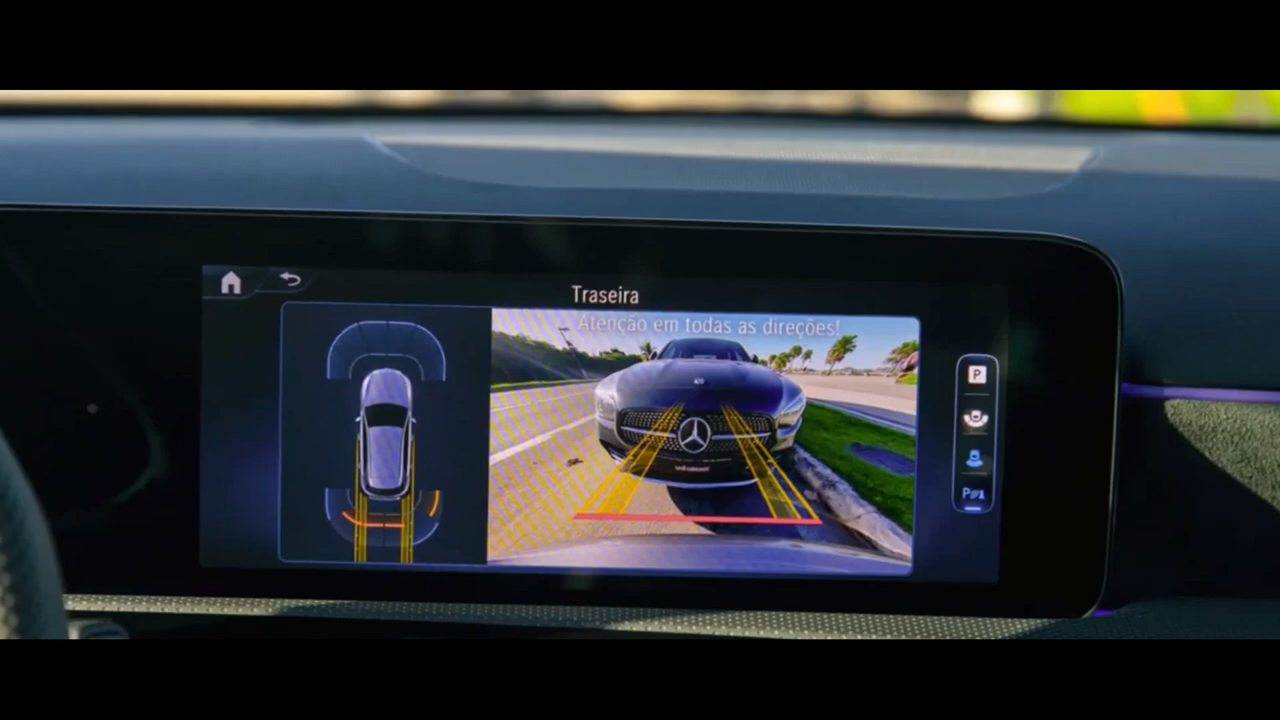 Traseira
Atenção em todas as direções!
P
P